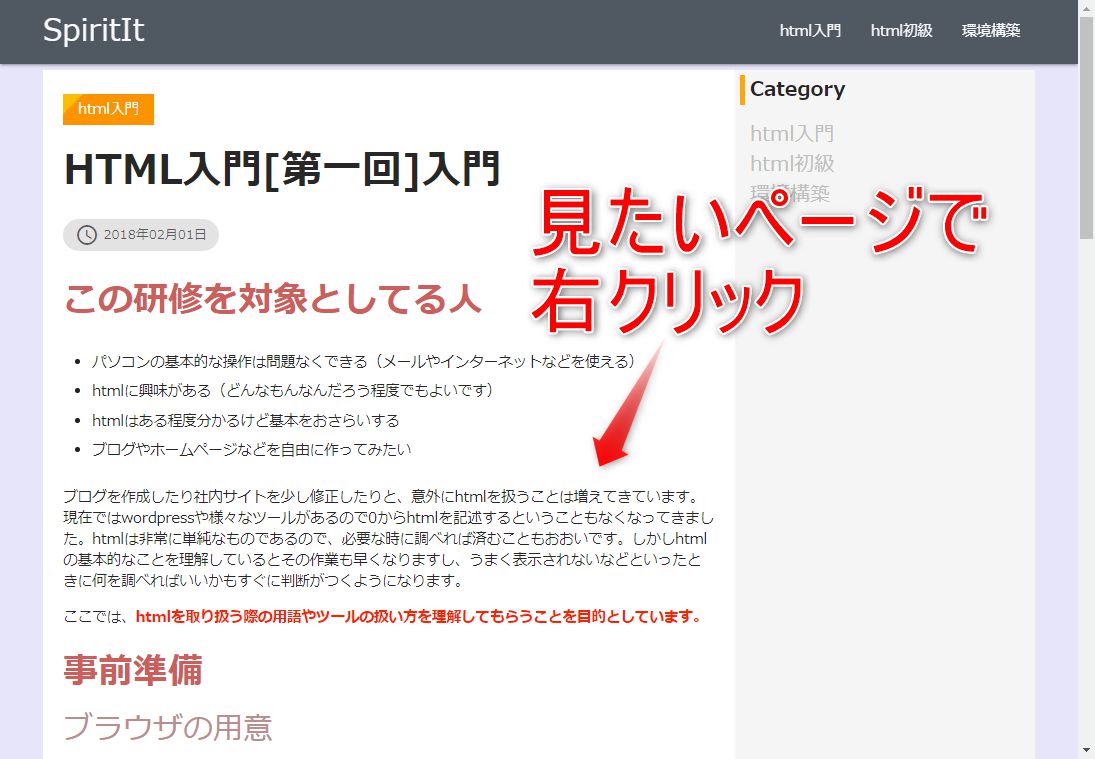 SpiritIt
html入門 html初級 環境構築
html入門
HTML入門[第一回]入門
2018年02月01日
この研修を対象としてる人
パソコンの基本的な操作は問題なくできる（メールやインターネットなどを使える）
htmlに興味がある（どんなもんなんだろう程度でもよいです）
htmlはある程度分かるけど基本をおさらいする
ブログやホームページなどを自由に作ってみたい
ブログを作成したり社内サイトを少し修正したりと、意外にhtmlを扱うことは増えてきています。
現在ではwordpressや様々なツールがあるので0からhtmlを記述するということもなくなってきまし
た。htmlは非常に単純なものであるので、必要な時に調べれば済むこともおおいです。しかしhtml
の基本的なことを理解しているとその作業も早くなりますし、うまく表示されないなどといったと
きに何を調べればいいかもすぐに判断がつくようになります。
ここでは、htmlを取り扱う際の用語やツールの扱い方を理解してもらうことを目的としています。
事前準備
ブラウザの用意
Category
html入門
html初級
環境構築
見たいページで
右クリック